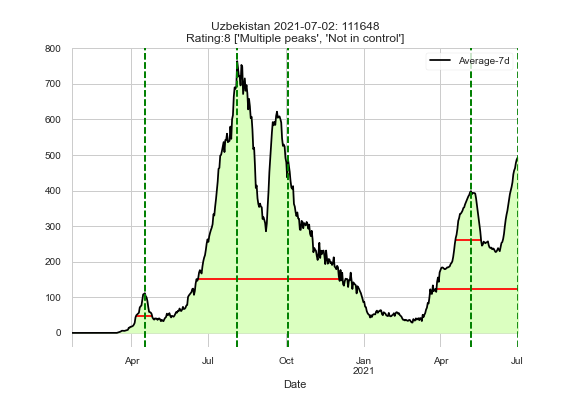 Uzbekistan 2021-07-02: 111648
Rating:8 ['Multiple peaks', 'Not in control']
Average-7d
800
700
600
500
400
300
200
100
0
Apr
Jul
Oct
Jan
2021
Apr
Jul
Date